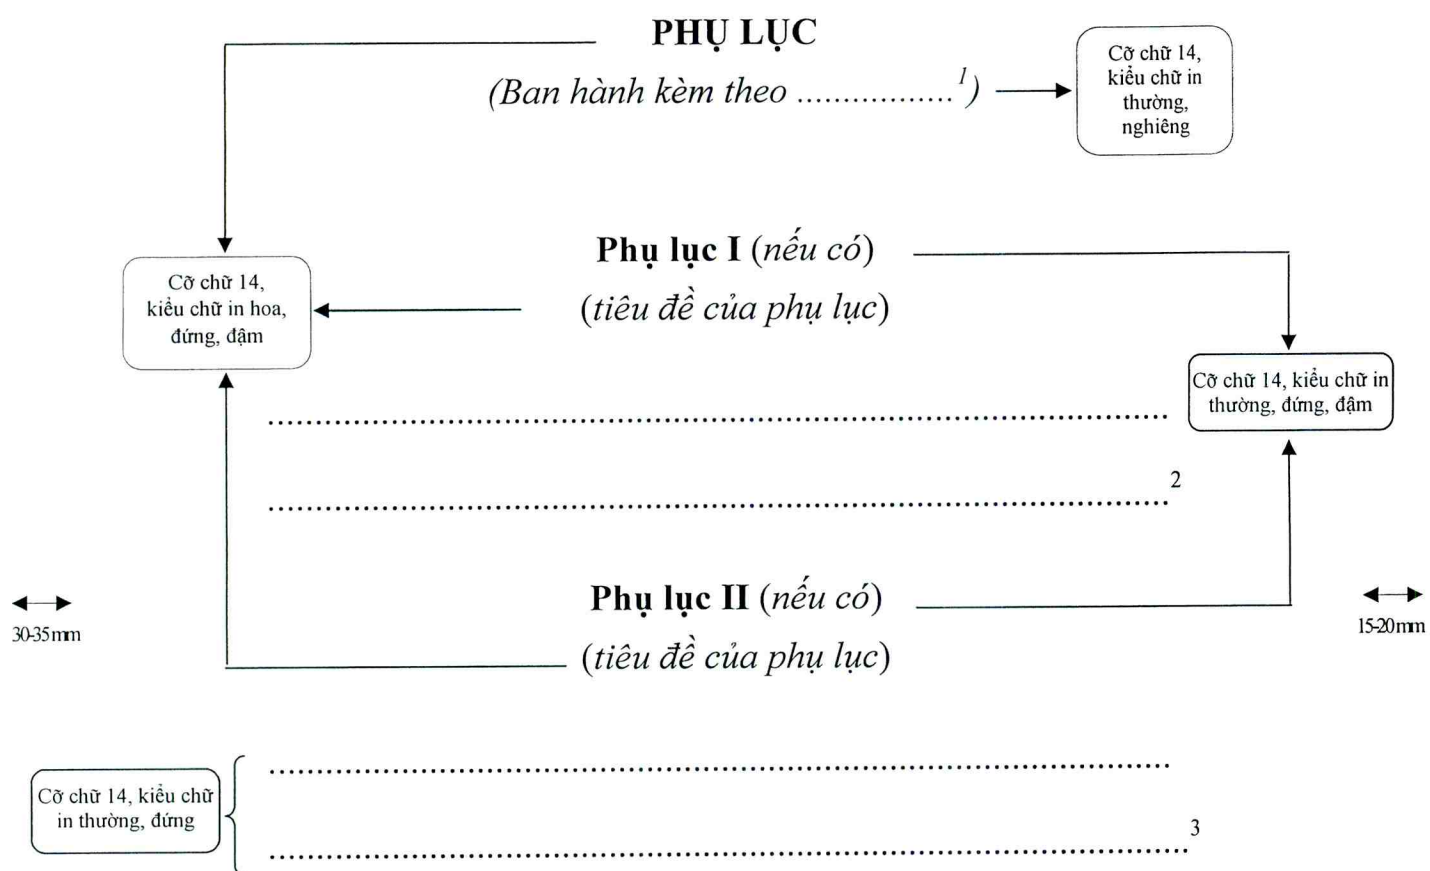 PHỤ LỤC
(Ban hành kèm theo .................1)
Cỡ chữ 14,
kiểu chữ in
thường,
nghiêng
Phụ lục I (nếu có)
(tiêu đề của phụ lục)
Cỡ chữ 14,
kiểu chữ in hoa,
đứng, đậm
Cỡ chữ 14, kiểu chữ in
thường, đứng, đậm
2
Phụ lục II (nếu có)
(tiêu đề của phụ lục)
30-35mm
15-20mm
Cỡ chữ 14, kiểu chữ
in thường, đứng
3